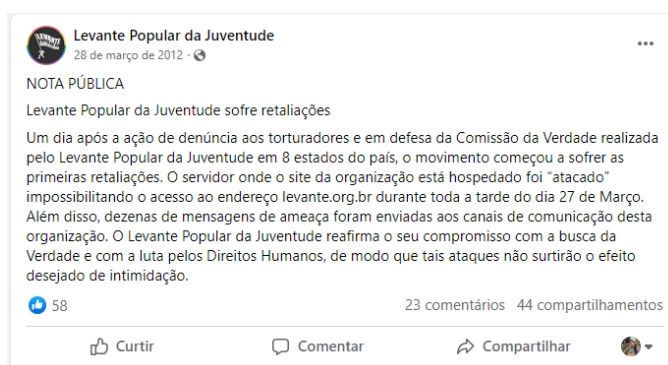 Levante Popular da Juventude
28 de março de 2012 ·
NOTA PÚBLICA
Levante Popular da Juventude sofre retaliações
Um dia após a ação de denúncia aos torturadores e em defesa da Comissão da Verdade realizada
pelo Levante Popular da Juventude em 8 estados do país, o movimento começou a sofrer as
primeiras retaliações. O servidor onde o site da organização está hospedado foi “atacado”
impossibilitando o acesso ao endereço levante.org.br durante toda a tarde do dia 27 de Março.
Além disso, dezenas de mensagens de ameaça foram enviadas aos canais de comunicação desta
organização. O Levante Popular da Juventude reafirma o seu compromisso com a busca da
Verdade e com a luta pelos Direitos Humanos, de modo que tais ataques não surtirão o efeito
desejado de intimidação.
58 23 comentários 44 compartilhamentos
Curtir Comentar Compartilhar